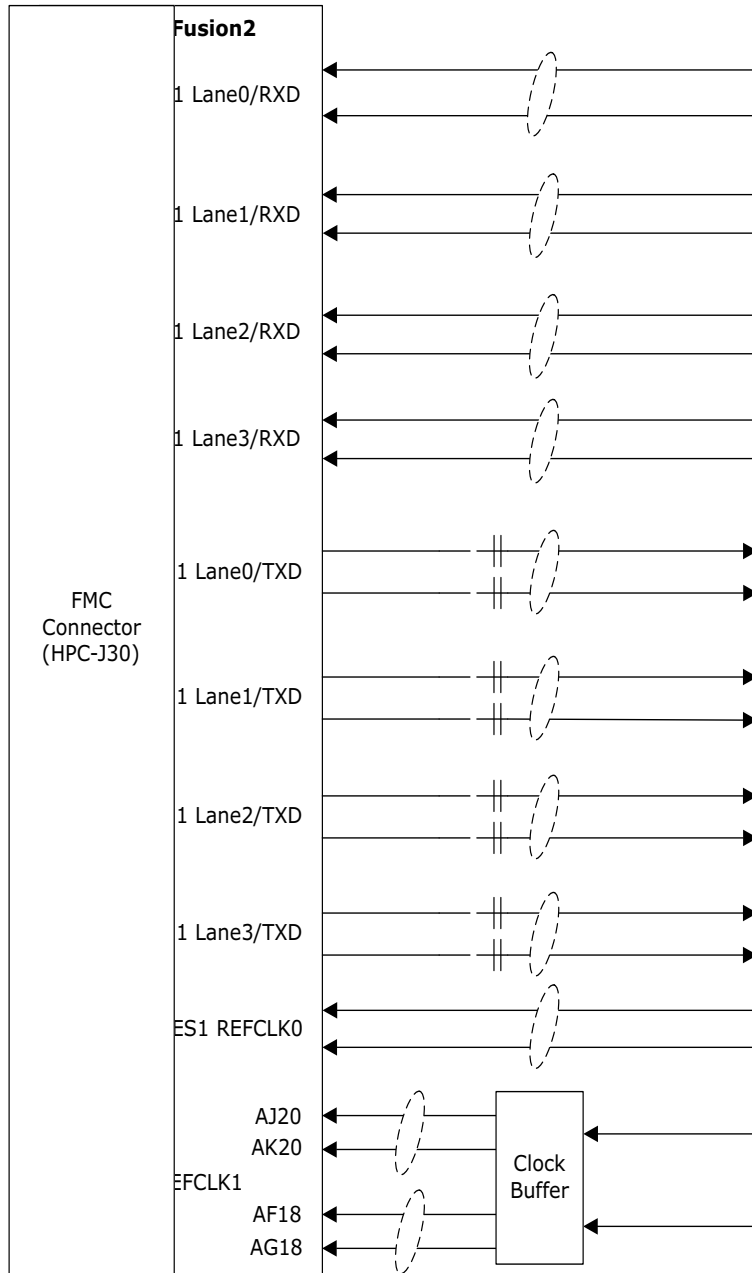 Fusion2
1 Lane0/RXD
1 Lane1/RXD
1 Lane2/RXD
1 Lane3/RXD
1 Lane0/TXD
FMC
Connector
(HPC-J30)
1 Lane1/TXD
1 Lane2/TXD
1 Lane3/TXD
ES1 REFCLK0
AJ20
AK20
Clock
Buffer
EFCLK1
AF18
AG18